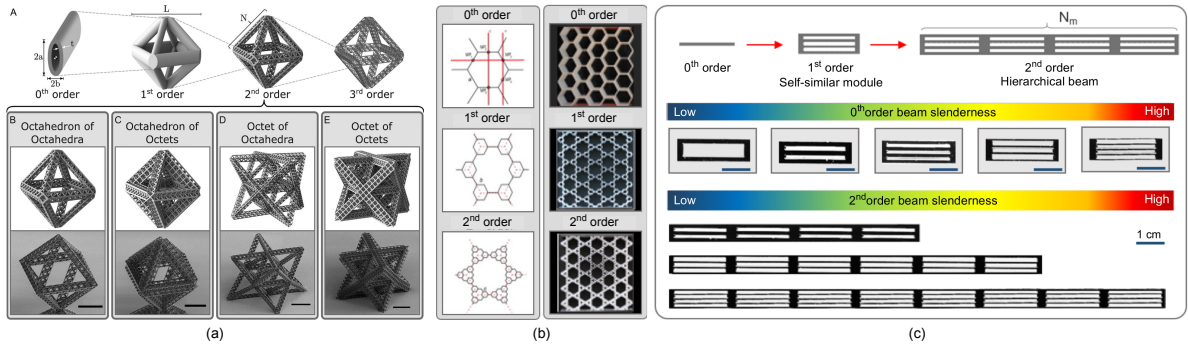 A
L
N
2a
t
2b
0th order
1st order
2nd order
3rd order
B
Octahedron of
Octahedra
C
Octahedron
of Octets
D
Octet of
Octahedra
E
Octet of
Octets
(a)
0th order
0th order
1st order
1st order
2nd order
2nd order
(b)
Nm
0th order
1st order
Self-similar module
2nd order
Hierarchical beam
Low
0th order beam slenderness
High
Low
2nd order beam slenderness
High
1 cm
(c)